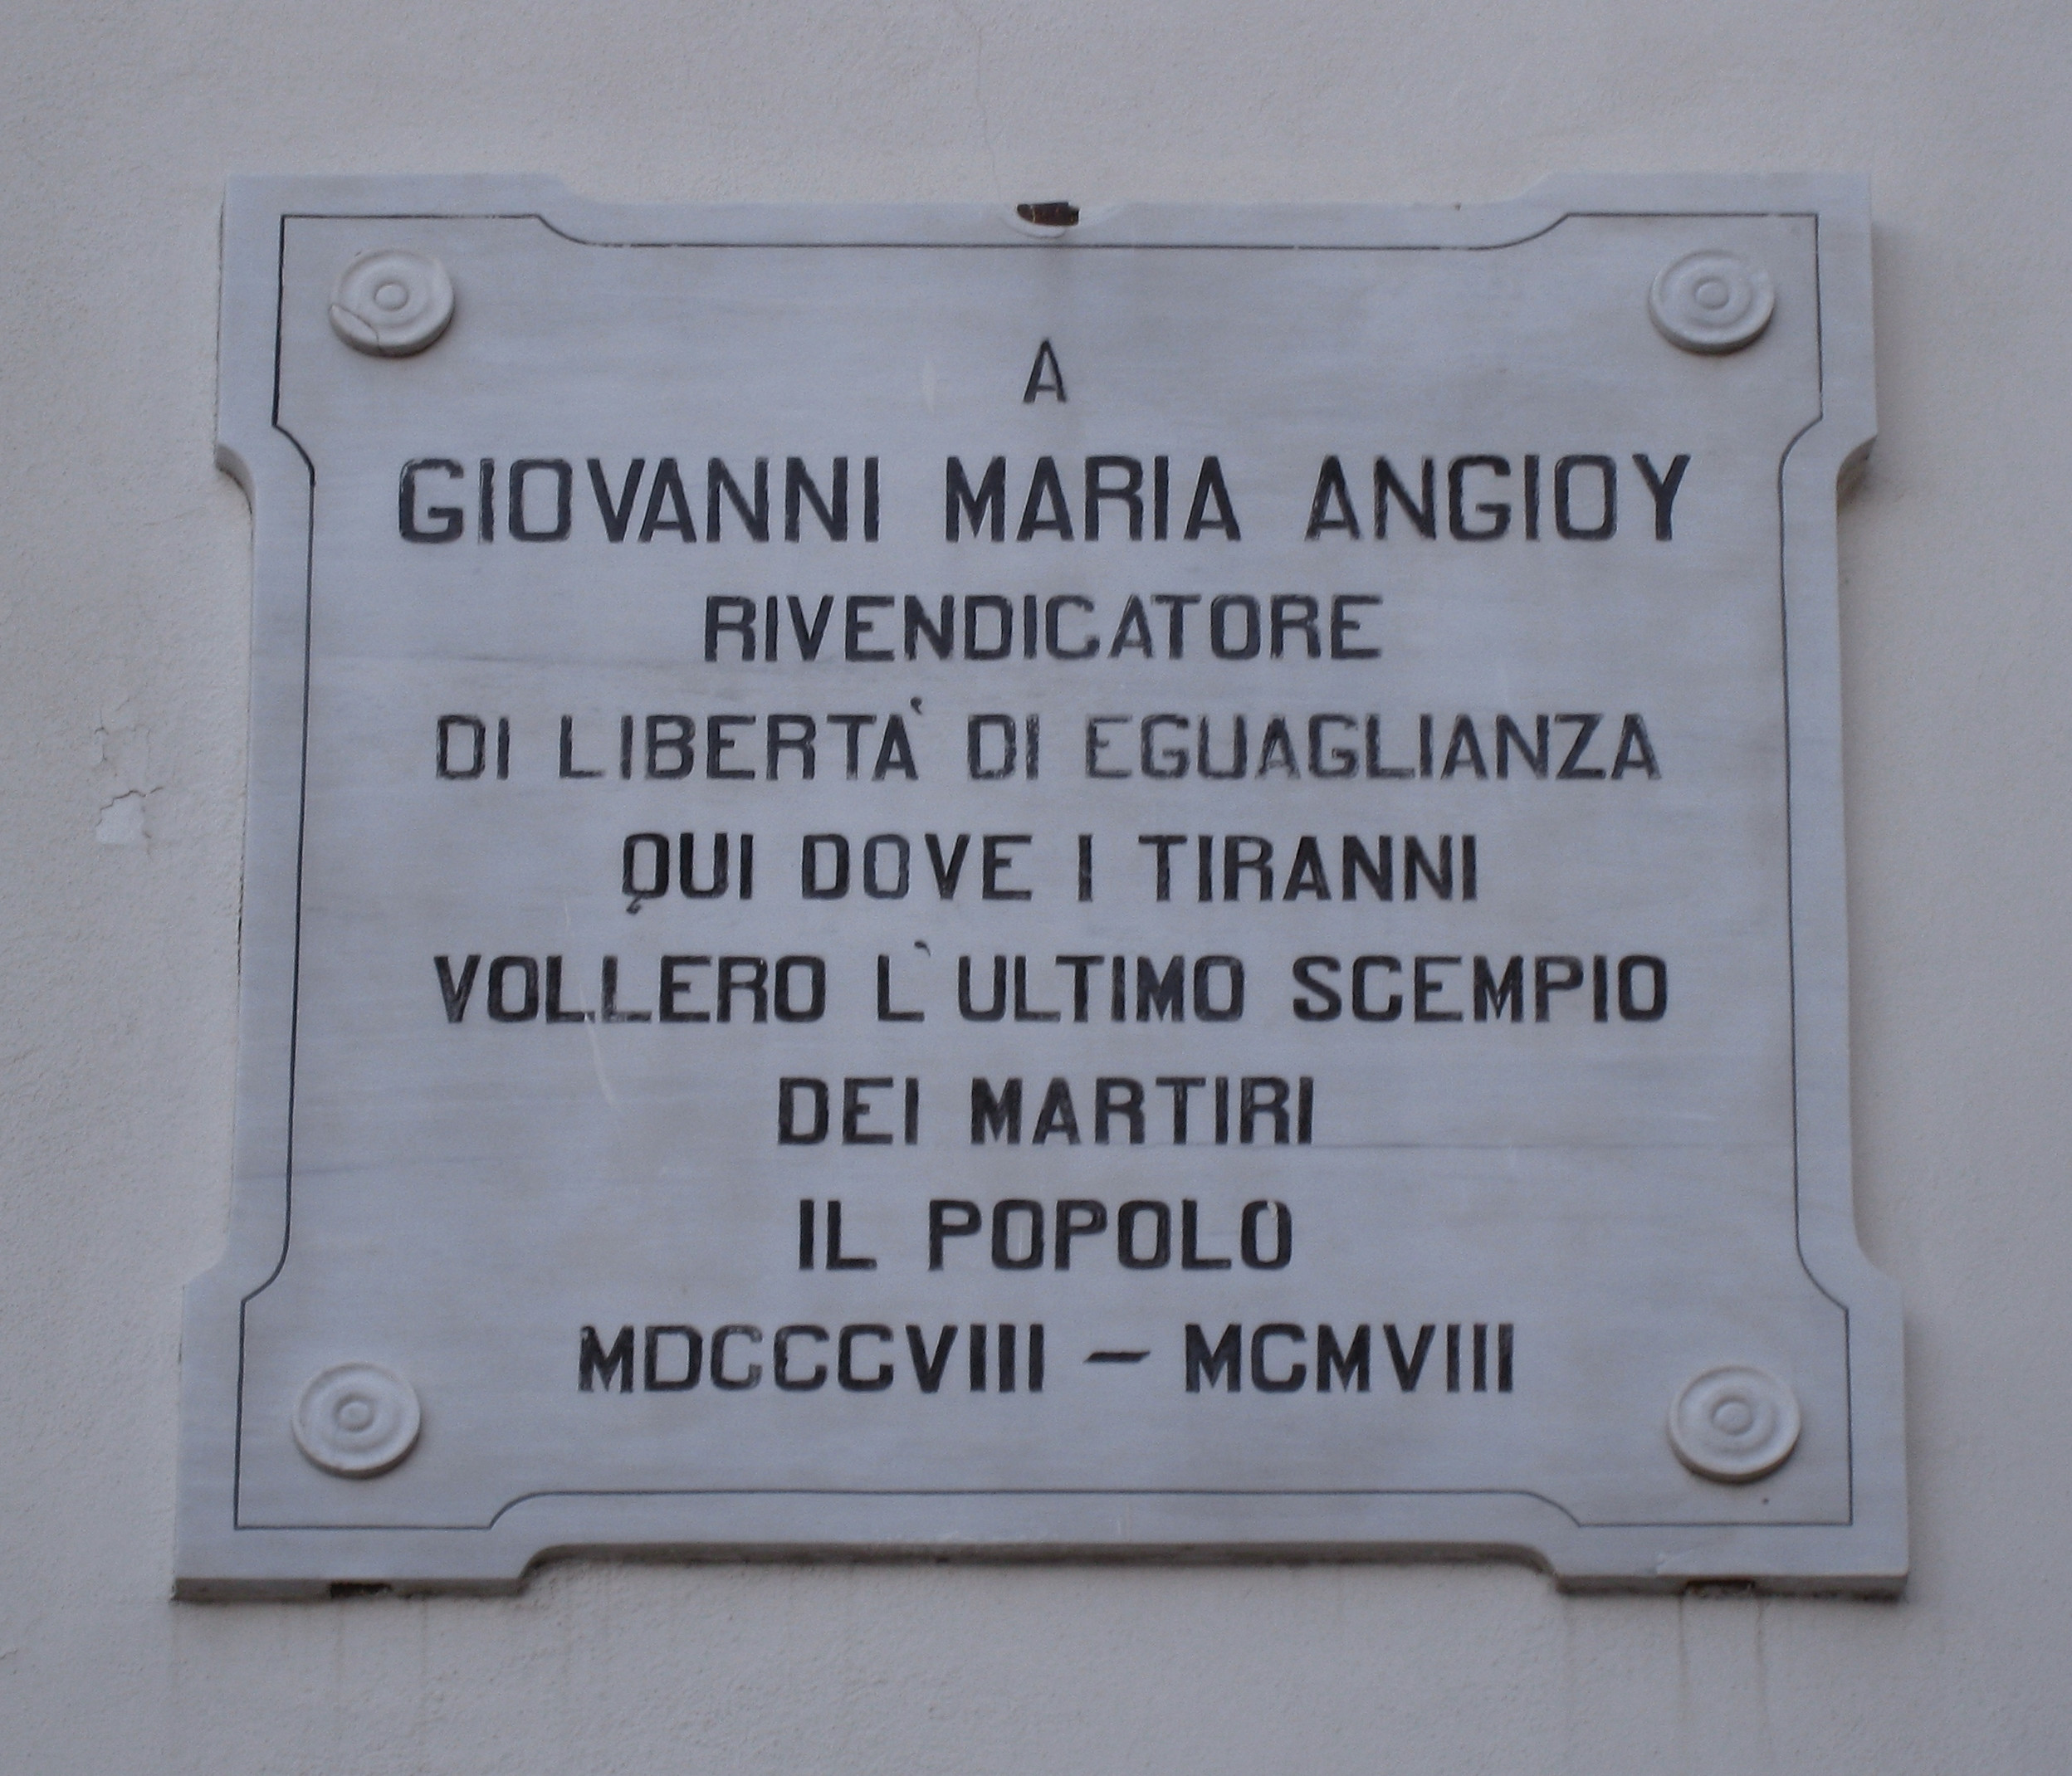 A
GIOVANNI MARIA ANGIOY
RIVENDICATORE
DI LIBERTA' DI EGUAGLIANZA
QUI DOVE I TIRANNI
VOLLERO L'ULTIMO SCEMPIO
DEI MARTIRI
IL POPOLO
MDCCCVIII – MCMVIII